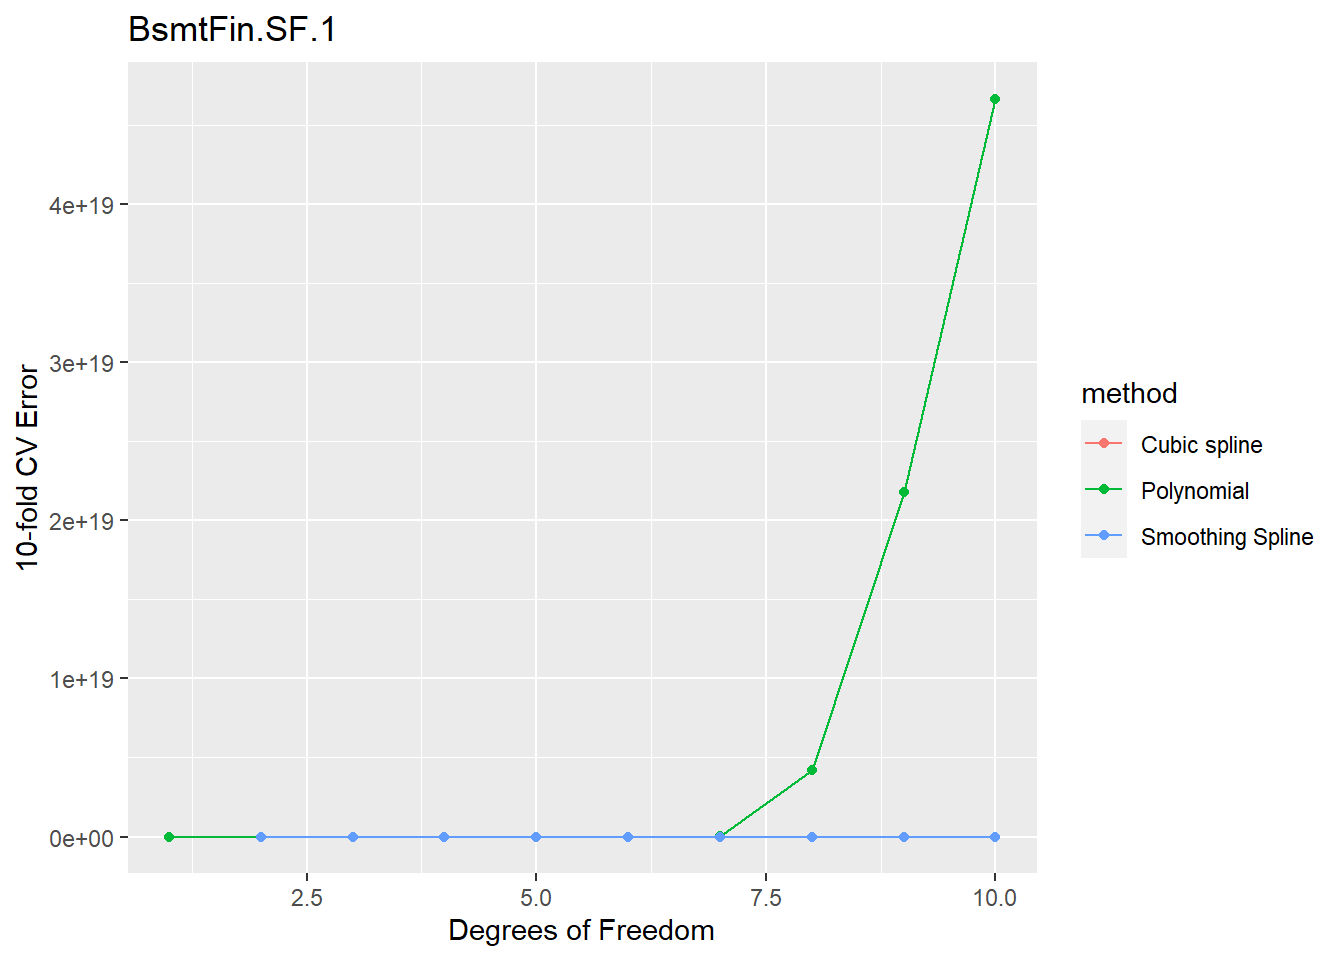 BsmtFin.SF.1
10-fold CV Error
4e+19
3e+19
2e+19
1e+19
0e+00
2.5
5.0
7.5
10.0
Degrees of Freedom
method
Cubic spline
Polynomial
Smoothing Spline